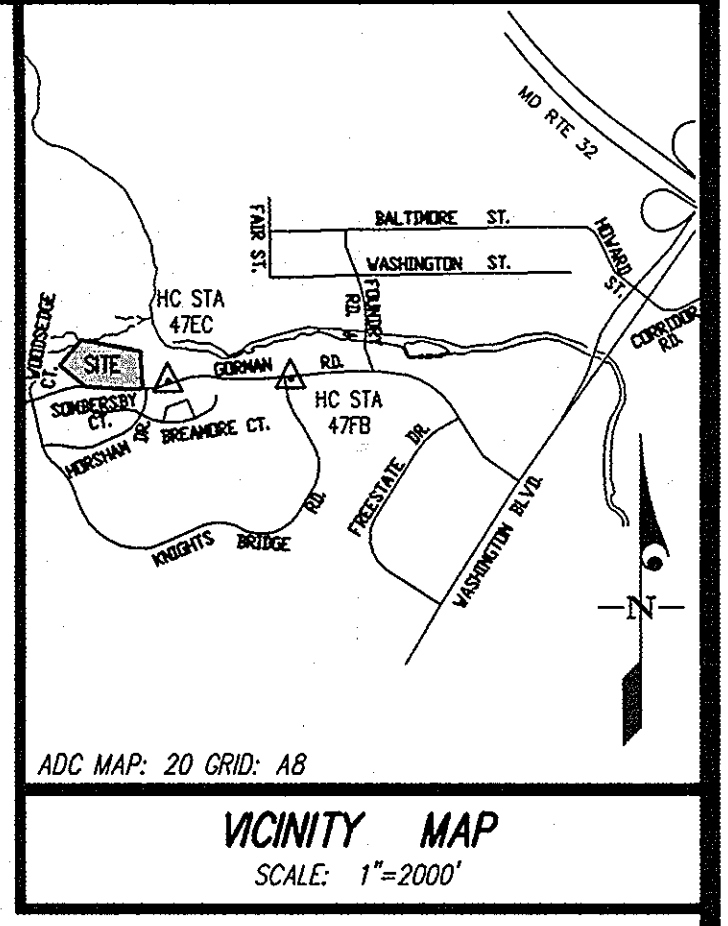 MD RTE 32
FAIR ST.
BALTIMORE ST.
WASHINGTON ST.
HOWARD ST.
FOUNDRY RD.
CORRIDOR RD.
HC STA
47EC
WOODSEDGE CT.
SITE
GORMAN RD.
SOMBERSBY CT.
HC STA
47FB
HORSHAM DR.
BREAMORE CT.
FREESTATE DR.
KNIGHTS BRIDGE RD.
WASHINGTON BLVD.
N
ADC MAP: 20 GRID: A8
VICINITY MAP
SCALE: 1"=2000'